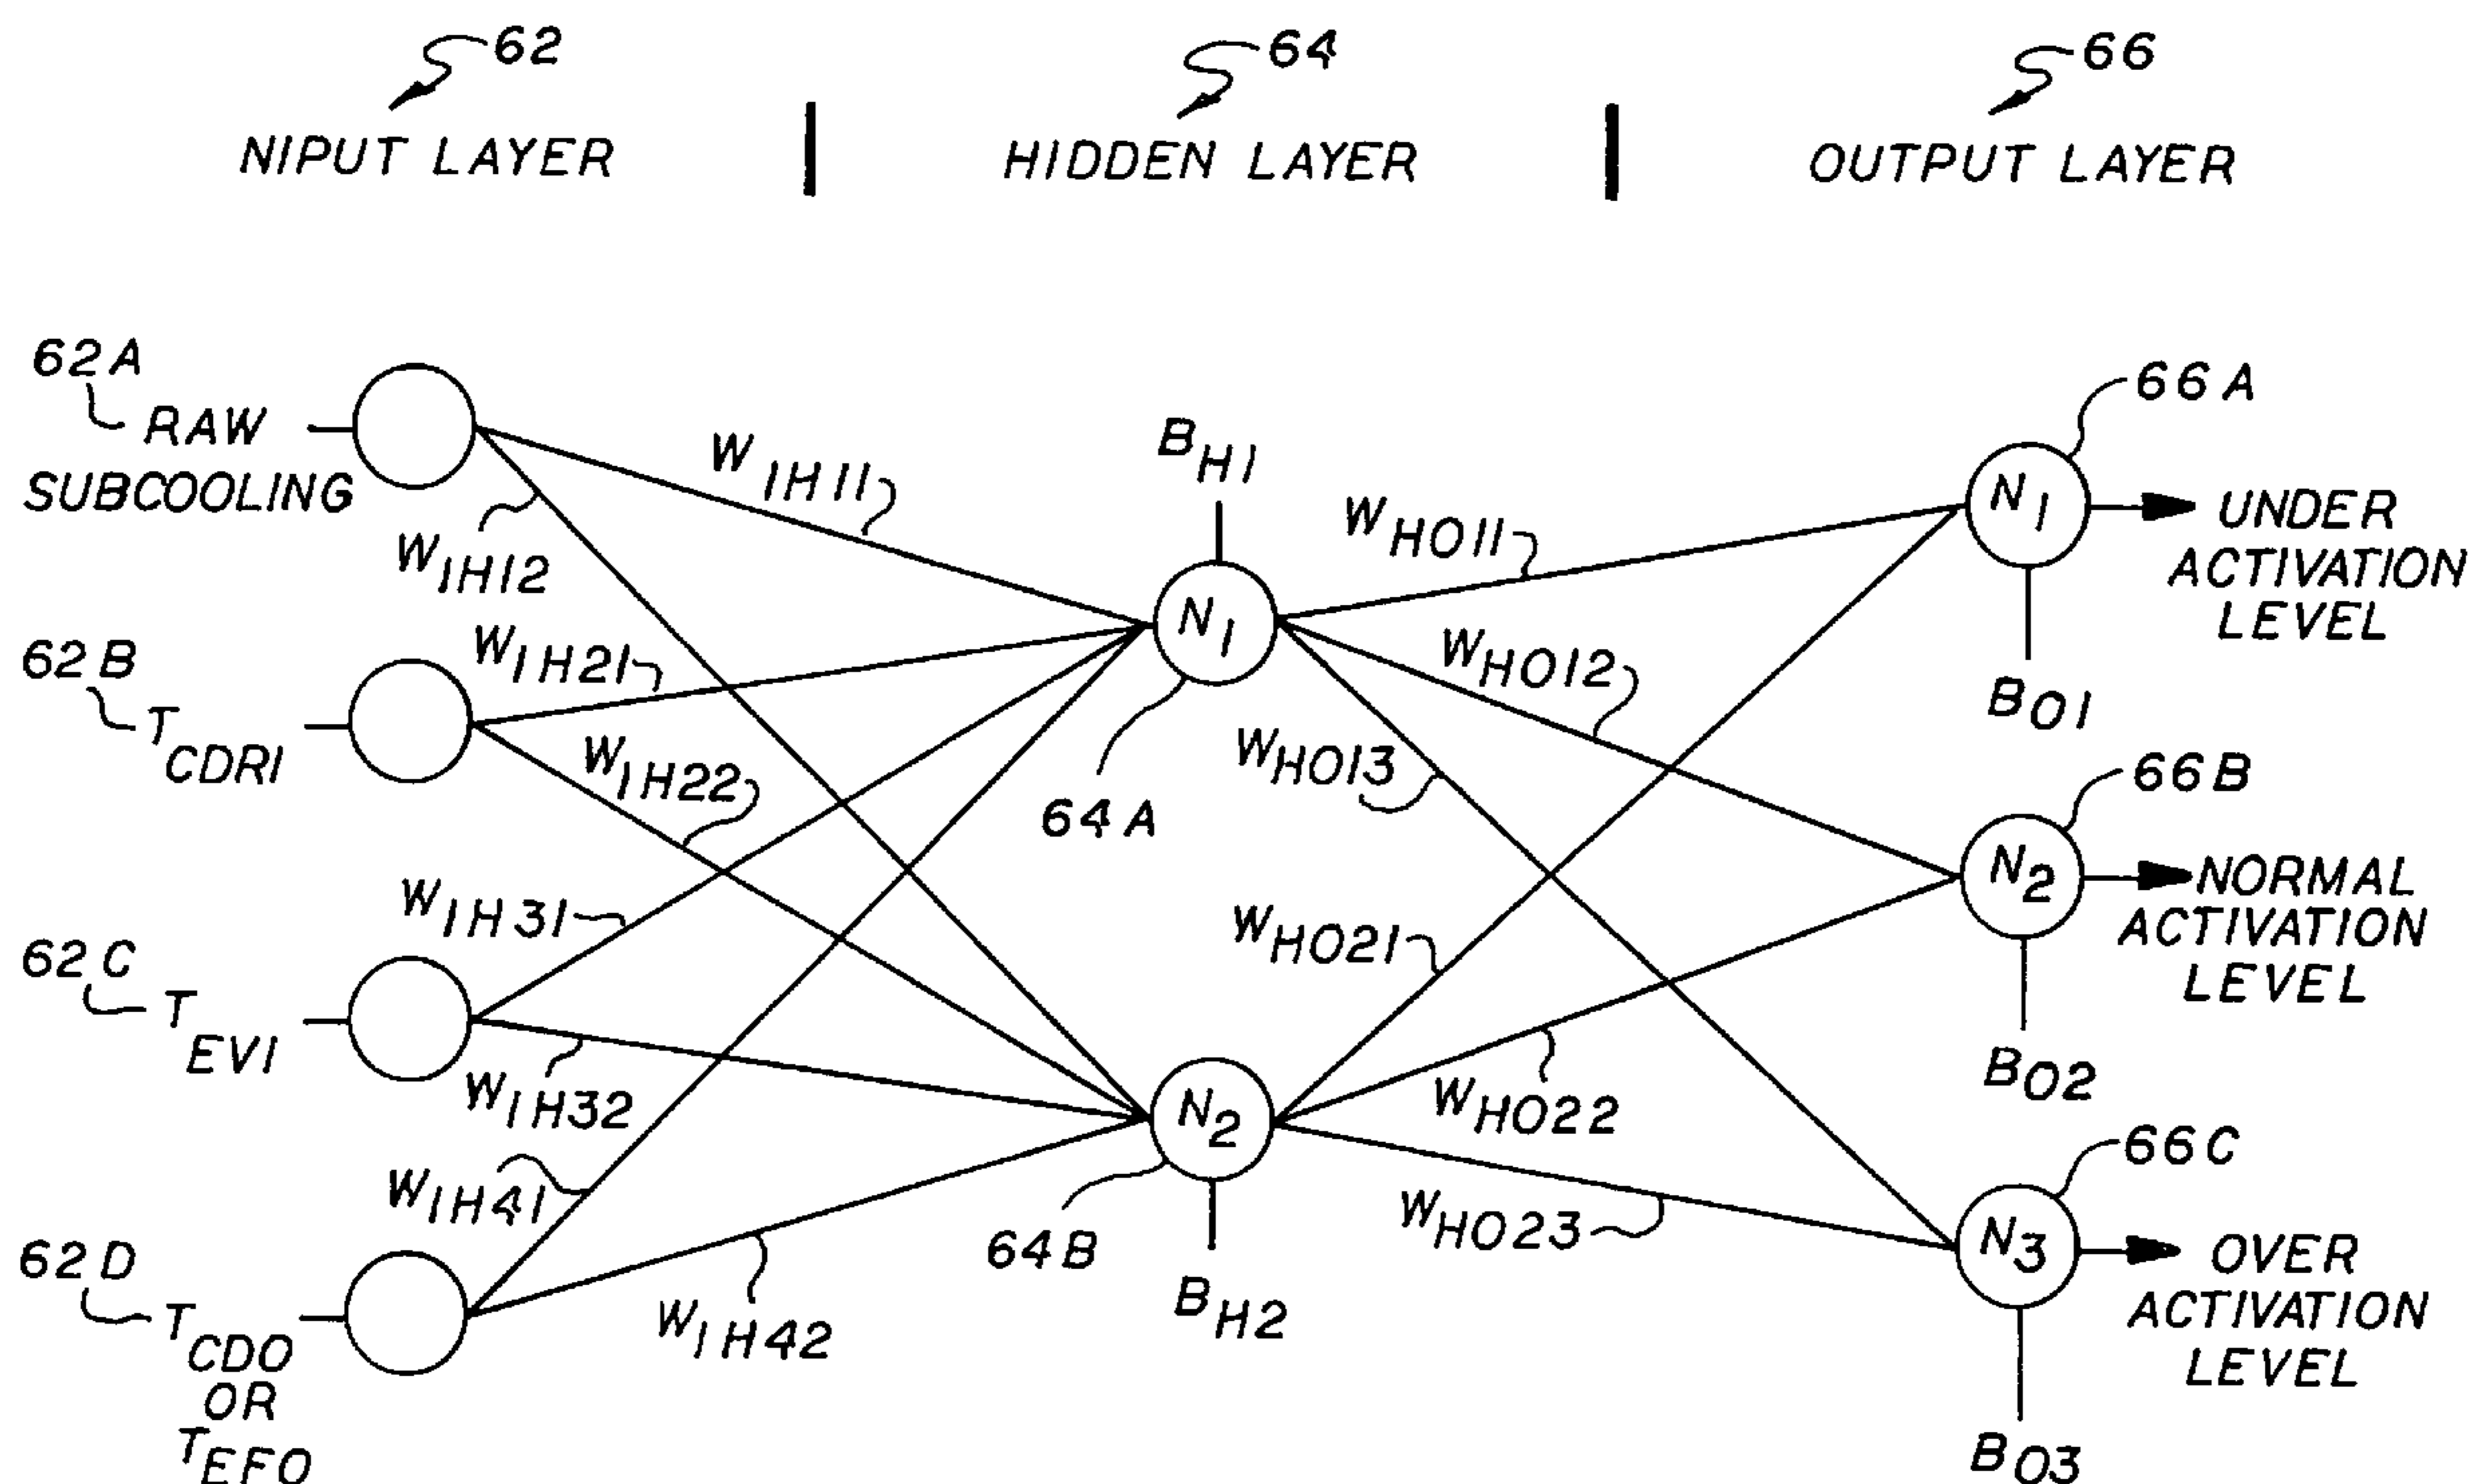 62
64
66
NIPUT LAYER
HIDDEN LAYER
OUTPUT LAYER
62A
RAW
SUBCOOLING
W1H11
W1H12
62B
TCDRI
W1H21
W1H22
62C
TEVI
W1H31
W1H32
62D
TCDO
OR
TEFO
W1H41
W1H42
BH1
N1
64A
N2
64B
BH2
WHO11
WHO12
WHO13
WHO21
WHO22
WHO23
66A
N1
UNDER
ACTIVATION
LEVEL
BO1
66B
N2
NORMAL
ACTIVATION
LEVEL
BO2
66C
N3
OVER
ACTIVATION
LEVEL
BO3